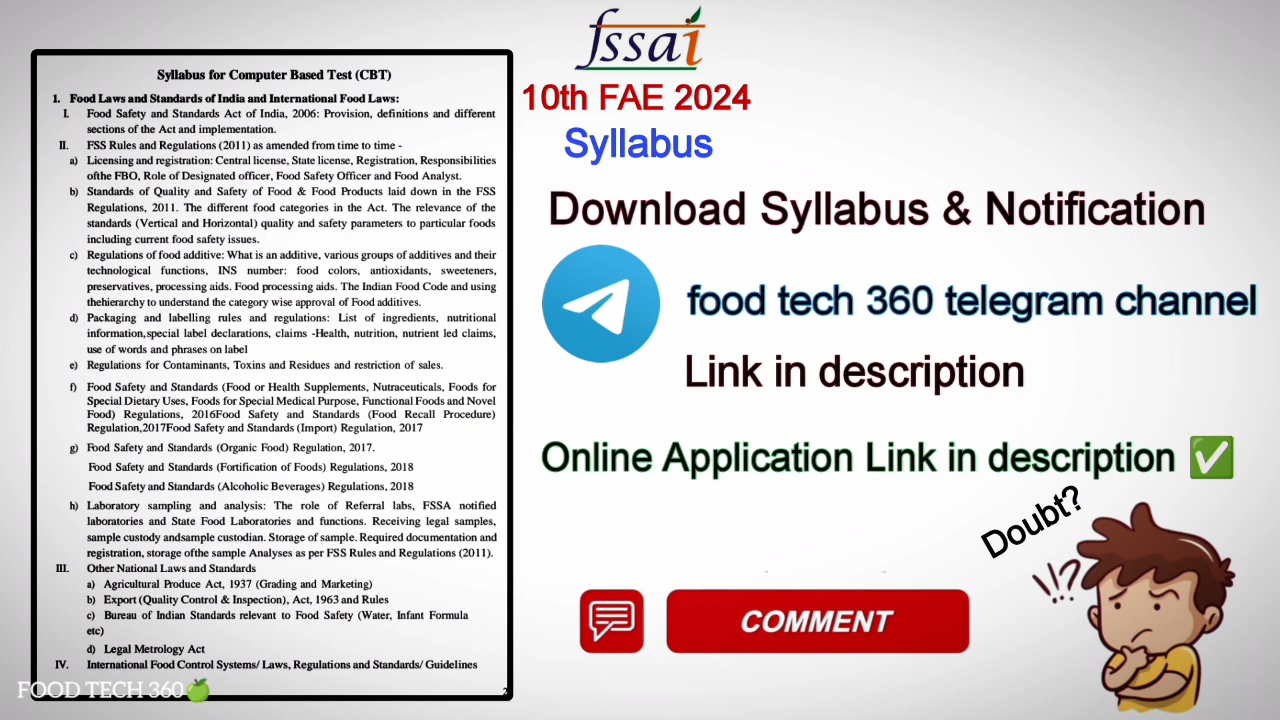 Syllabus for Computer Based Test (CBT)
1. Food Laws and Standards of India and International Food Laws:
I. Food Safety and Standards Act of India, 2006: Provision, definitions and different
sections of the Act and implementation.
II. FSS Rules and Regulations (2011) as amended from time to time -
a) Licensing and registration: Central license, State license, Registration, Responsibilities
ofthe FBO, Role of Designated officer, Food Safety Officer and Food Analyst.
b) Standards of Quality and Safety of Food & Food Products laid down in the FSS
Regulations, 2011. The different food categories in the Act. The relevance of the
standards (Vertical and Horizontal) quality and safety parameters to particular foods
including current food safety issues.
c) Regulations of food additive: What is an additive, various groups of additives and their
technological functions, INS number: food colors, antioxidants, sweeteners,
preservatives, processing aids. Food processing aids. The Indian Food Code and using
thehierarchy to understand the category wise approval of Food additives.
d) Packaging and labelling rules and regulations: List of ingredients, nutritional
information,special label declarations, claims -Health, nutrition, nutrient led claims,
use of words and phrases on label
e) Regulations for Contaminants, Toxins and Residues and restriction of sales.
f) Food Safety and Standards (Food or Health Supplements, Nutraceuticals, Foods for
Special Dietary Uses, Foods for Special Medical Purpose, Functional Foods and Novel
Food) Regulations, 2016Food Safety and Standards (Food Recall Procedure)
Regulation,2017Food Safety and Standards (Import) Regulation, 2017
g) Food Safety and Standards (Organic Food) Regulation, 2017.
Food Safety and Standards (Fortification of Foods) Regulations, 2018
Food Safety and Standards (Alcoholic Beverages) Regulations, 2018
h) Laboratory sampling and analysis: The role of Referral labs, FSSA notified
laboratories and State Food Laboratories and functions. Receiving legal samples,
sample custody andsample custodian. Storage of sample. Required documentation and
registration, storage ofthe sample Analyses as per FSS Rules and Regulations (2011).
III. Other National Laws and Standards
a) Agricultural Produce Act, 1937 (Grading and Marketing)
b) Export (Quality Control & Inspection), Act, 1963 and Rules
c) Bureau of Indian Standards relevant to Food Safety (Water, Infant Formula
etc)
d) Legal Metrology Act
IV. International Food Control Systems/ Laws, Regulations and Standards/ Guidelines
2
FOOD TECH 360
fssai
10th FAE 2024
Syllabus
Download Syllabus & Notification
food tech 360 telegram channel
Link in description
Online Application Link in description ✅
Doubt?
!!?
COMMENT